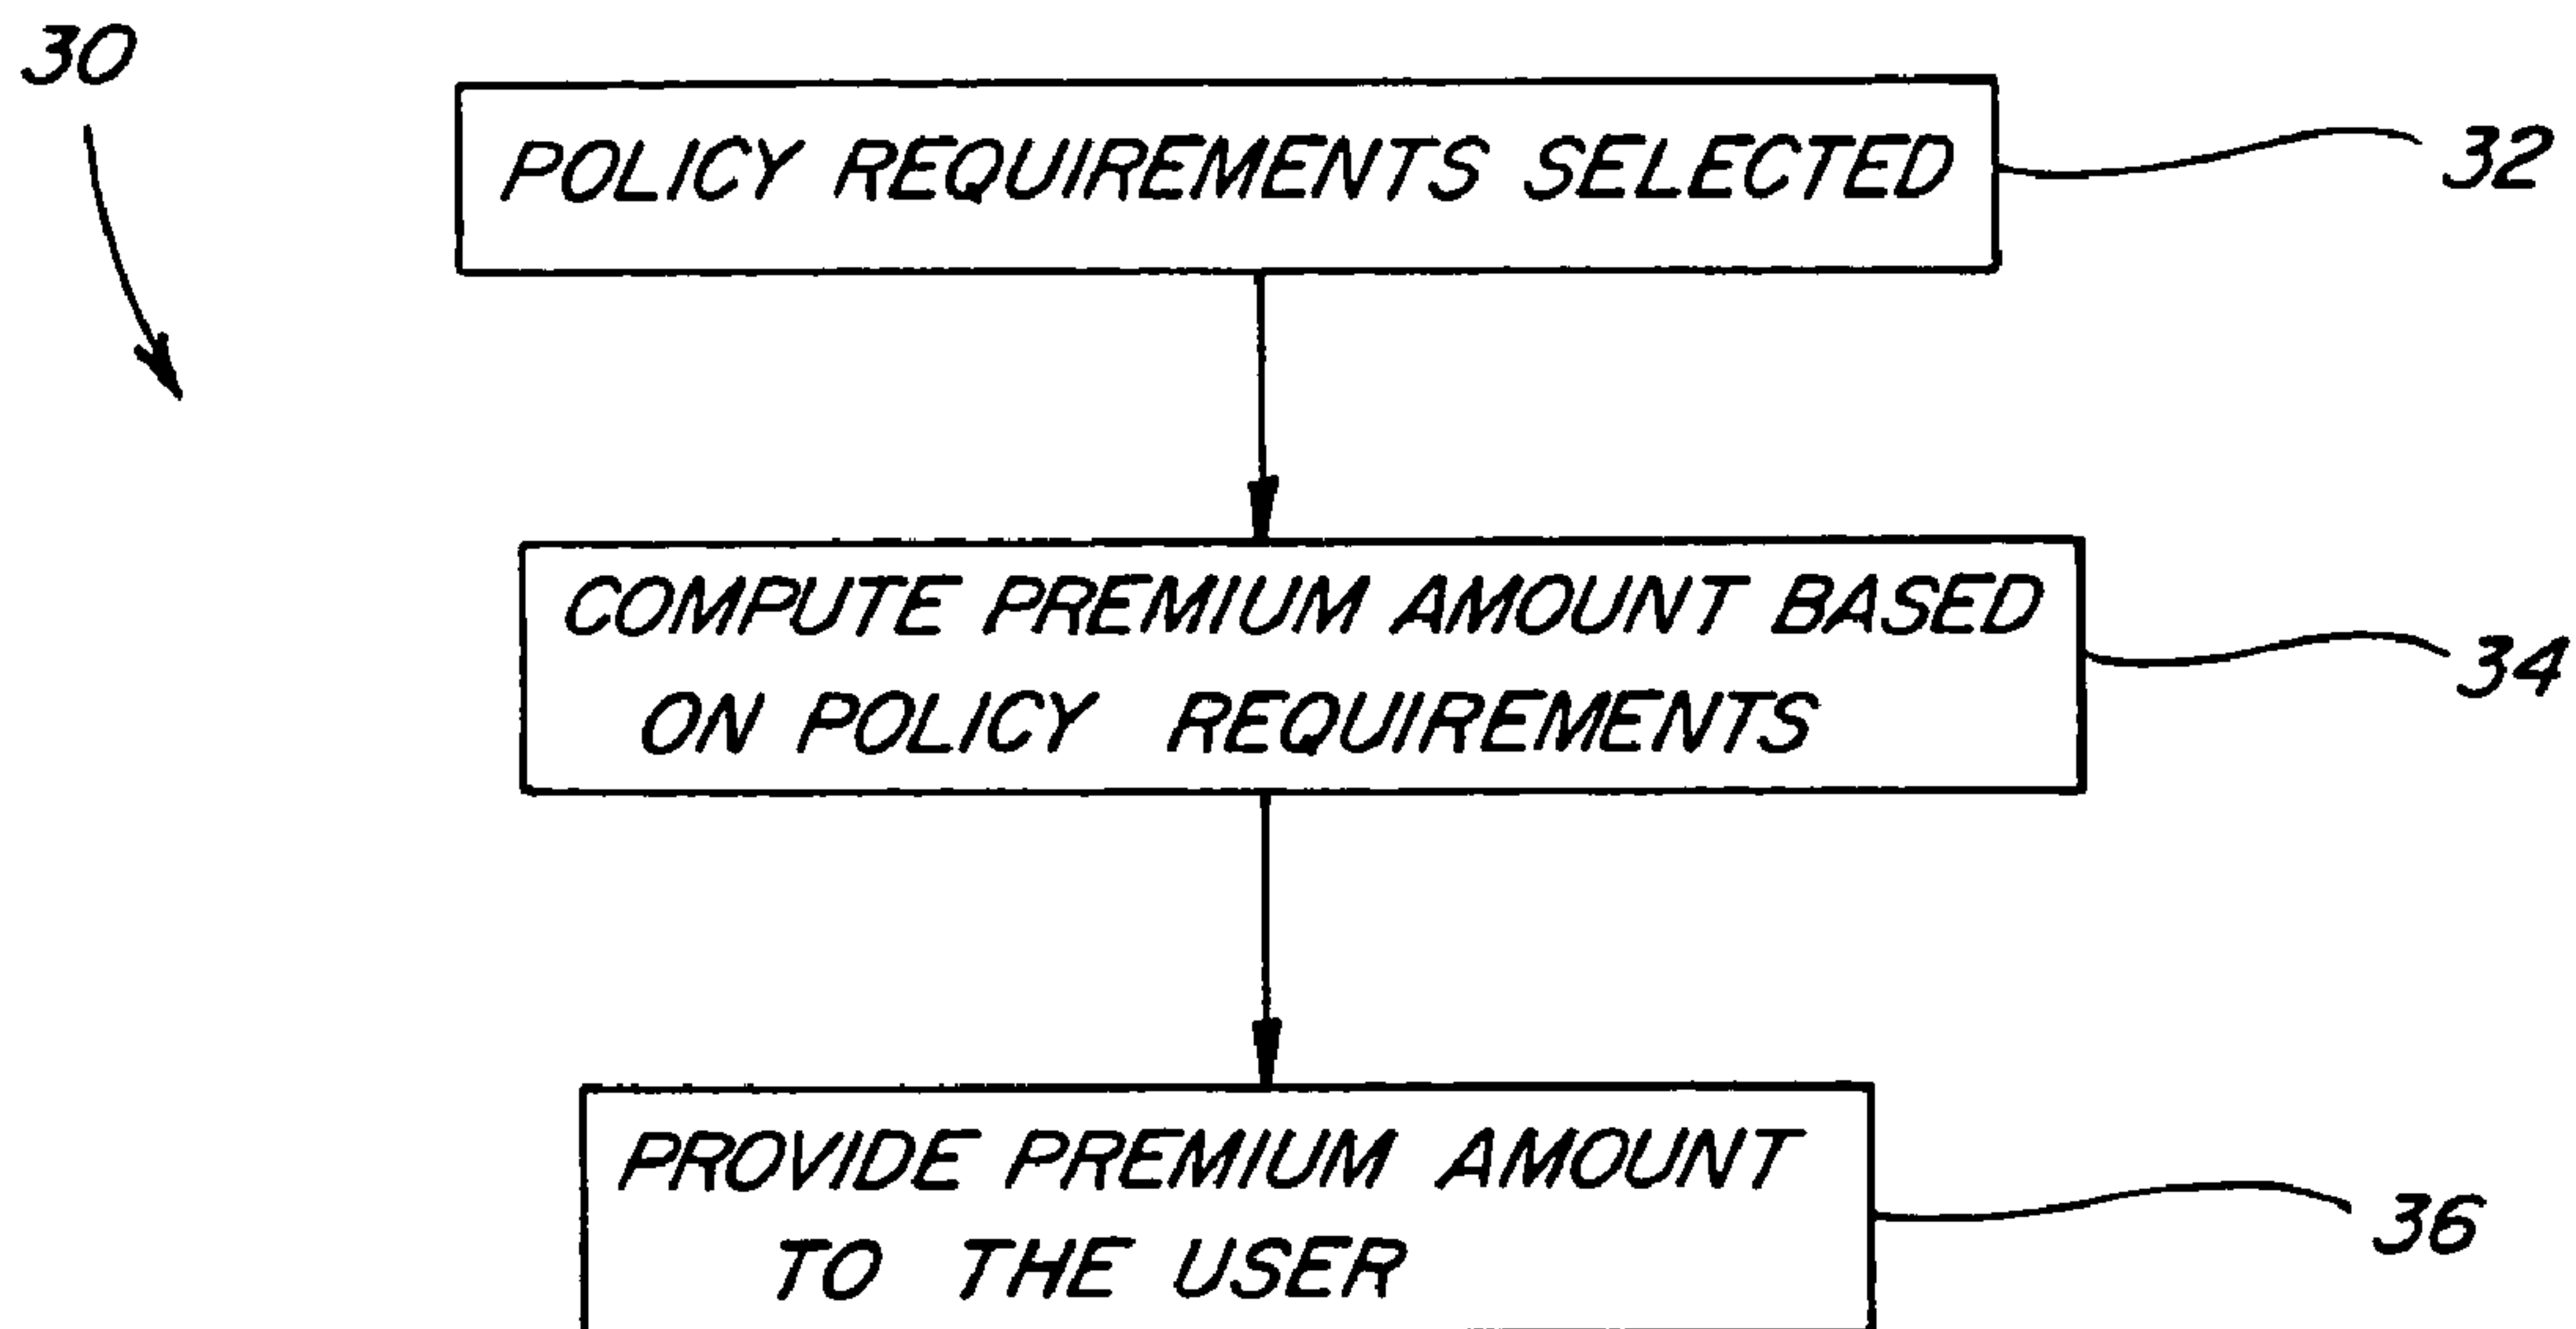 30
POLICY REQUIREMENTS SELECTED
32
COMPUTE PREMIUM AMOUNT BASED
ON POLICY REQUIREMENTS
34
PROVIDE PREMIUM AMOUNT
TO THE USER
36